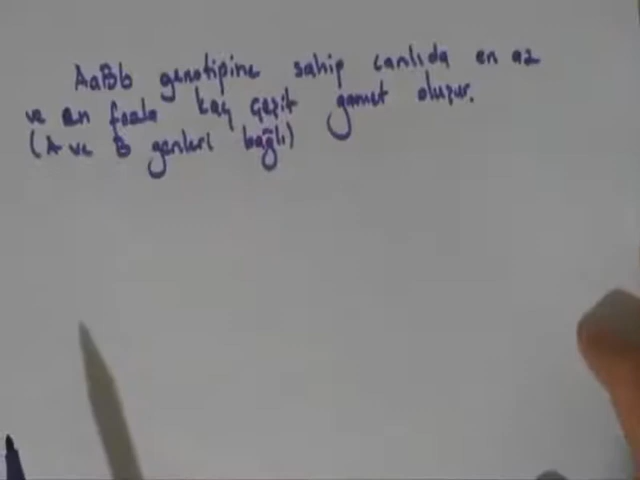 AaBb genotipine sahip canlıda en az
ve en fazla kaç çeşit gamet oluşur.
(A ve B genleri bağlı)